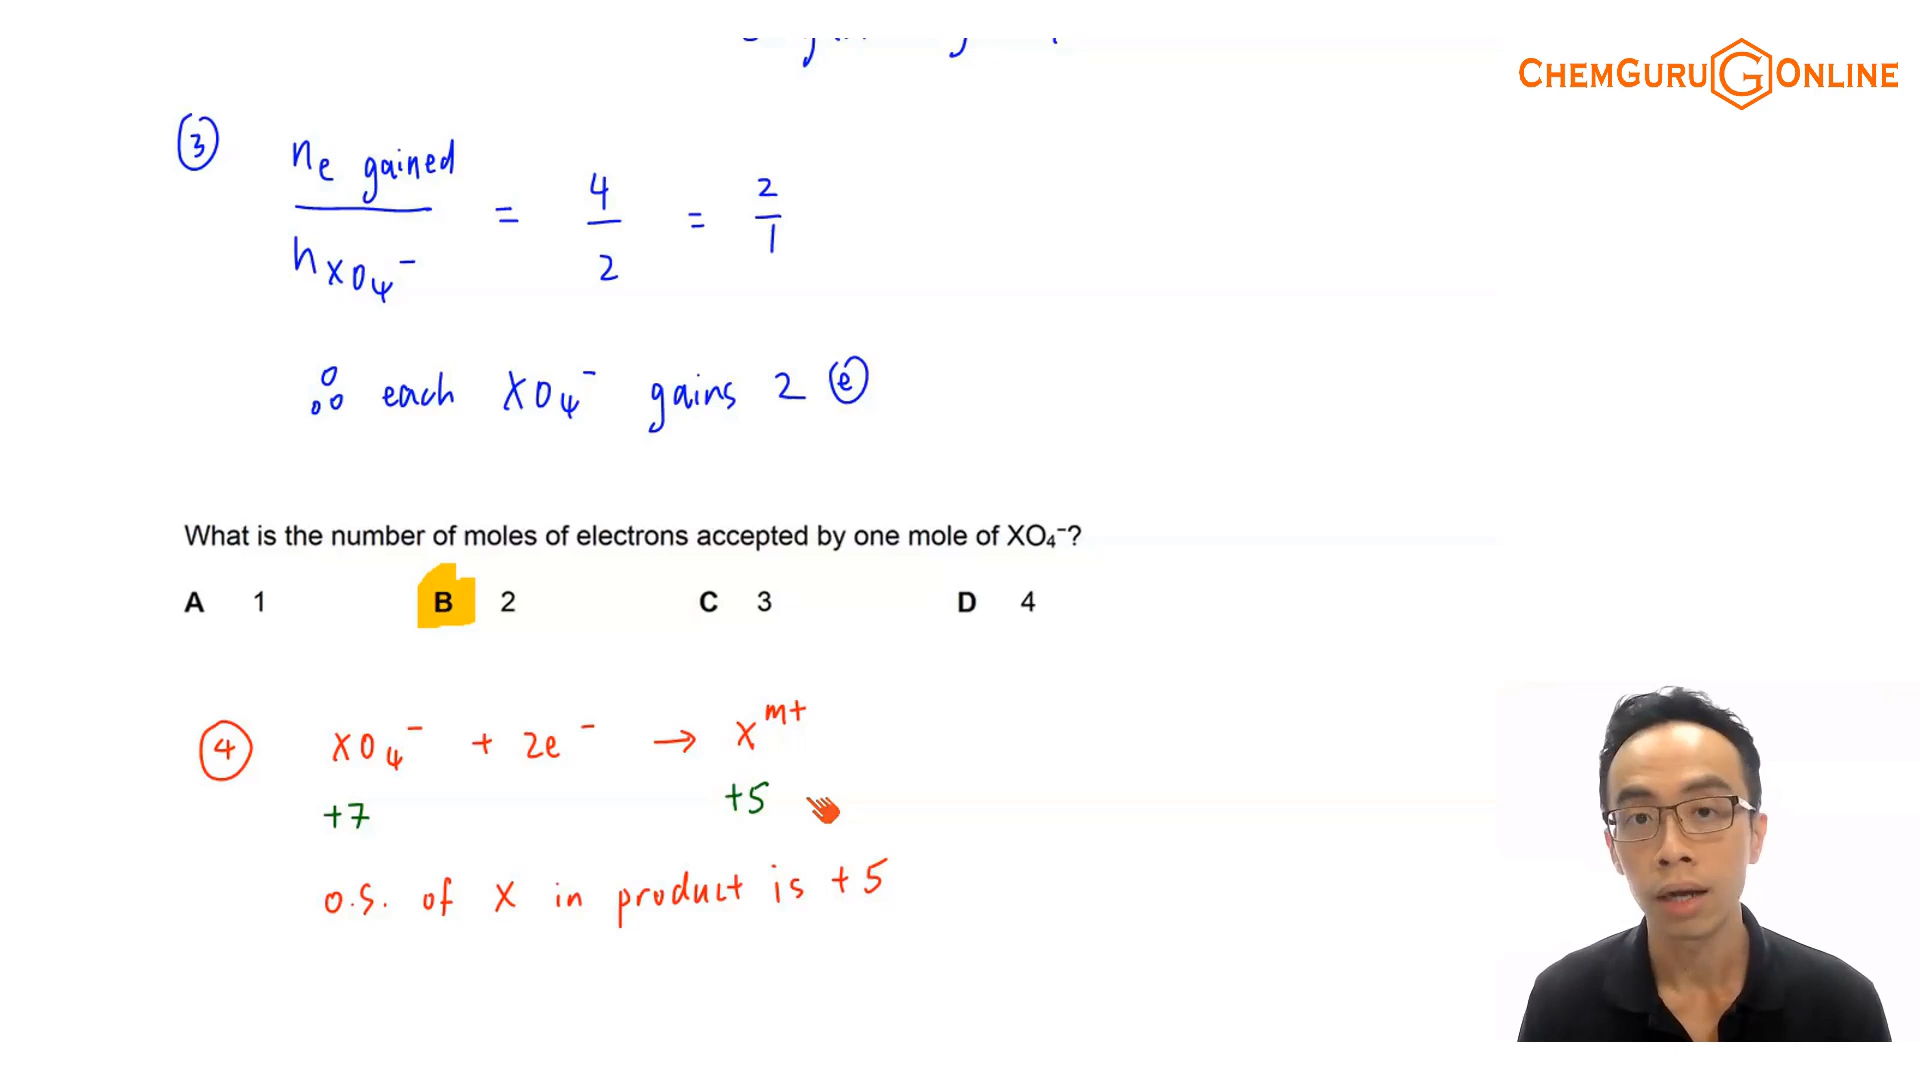 CHEMGURU G ONLINE
③ nₑ gained / n XO₄⁻ = 4/2 = 2/1
∴ each XO₄⁻ gains 2 ⓔ
What is the number of moles of electrons accepted by one mole of XO₄⁻?
A 1 B 2 C 3 D 4
④ XO₄⁻ + 2e⁻ → X^m+
+7 +5
o.s. of X in product is +5